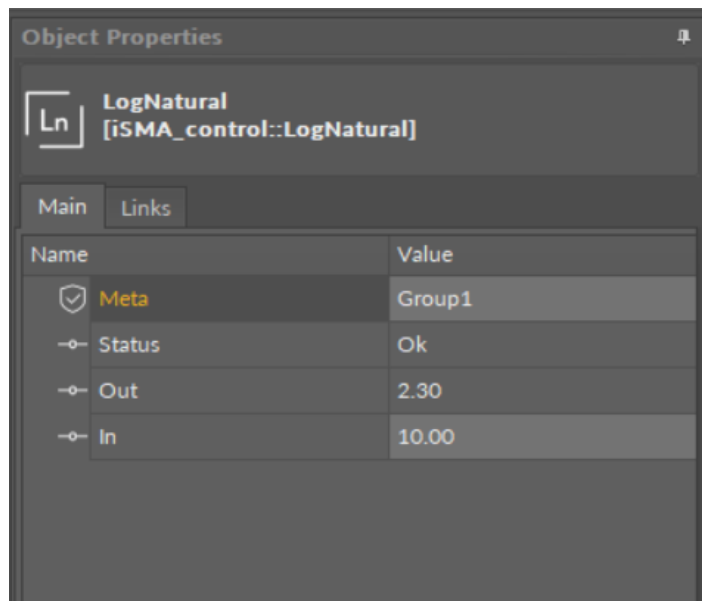 Object Properties
Ln
LogNatural
[iSMA_control::LogNatural]
Main Links
Name Value
Meta Group1
Status Ok
Out 2.30
In 10.00